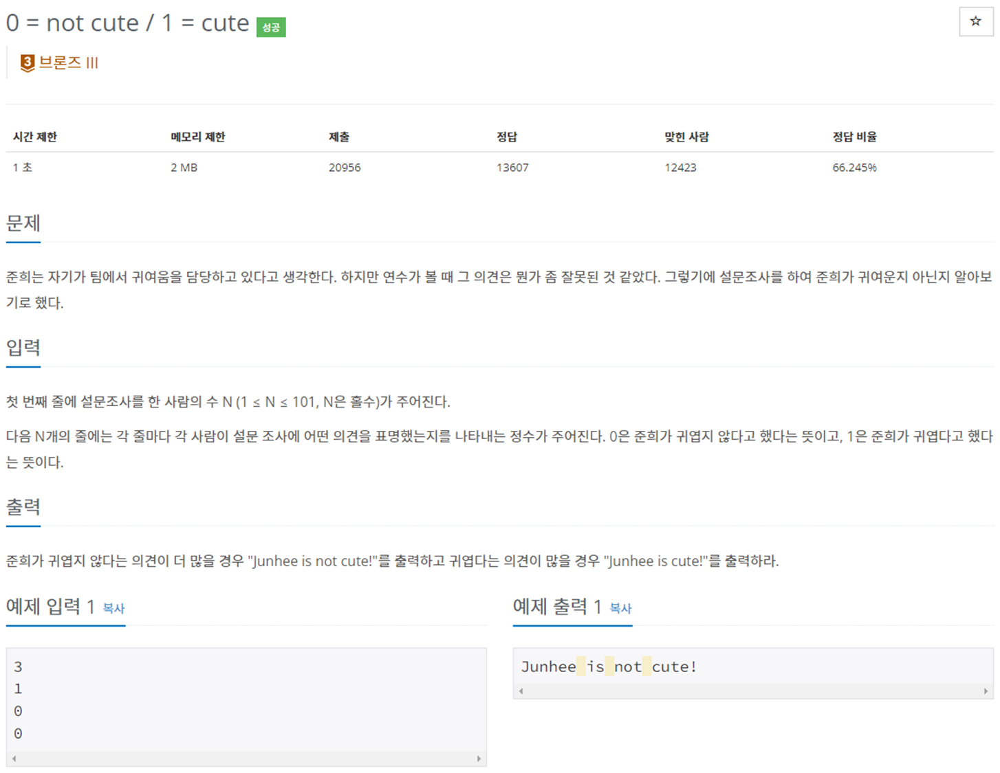 0 = not cute / 1 = cute 성공
☆
3 브론즈 III
시간 제한 메모리 제한 제출 정답 맞힌 사람 정답 비율
1 초 2 MB 20956 13607 12423 66.245%
문제
준희는 자기가 팀에서 귀여움을 담당하고 있다고 생각한다. 하지만 연수가 볼 때 그 의견은 뭔가 좀 잘못된 것 같았다. 그렇기에 설문조사를 하여 준희가 귀여운지 아닌지 알아보
기로 했다.
입력
첫 번째 줄에 설문조사를 한 사람의 수 N (1 ≤ N ≤ 101, N은 홀수)가 주어진다.
다음 N개의 줄에는 각 줄마다 각 사람이 설문 조사에 어떤 의견을 표명했는지를 나타내는 정수가 주어진다. 0은 준희가 귀엽지 않다고 했다는 뜻이고, 1은 준희가 귀엽다고 했다
는 뜻이다.
출력
준희가 귀엽지 않다는 의견이 더 많을 경우 "Junhee is not cute!"를 출력하고 귀엽다는 의견이 많을 경우 "Junhee is cute!"를 출력하라.
예제 입력 1 복사
3
1
0
0
예제 출력 1 복사
Junhee is not cute!